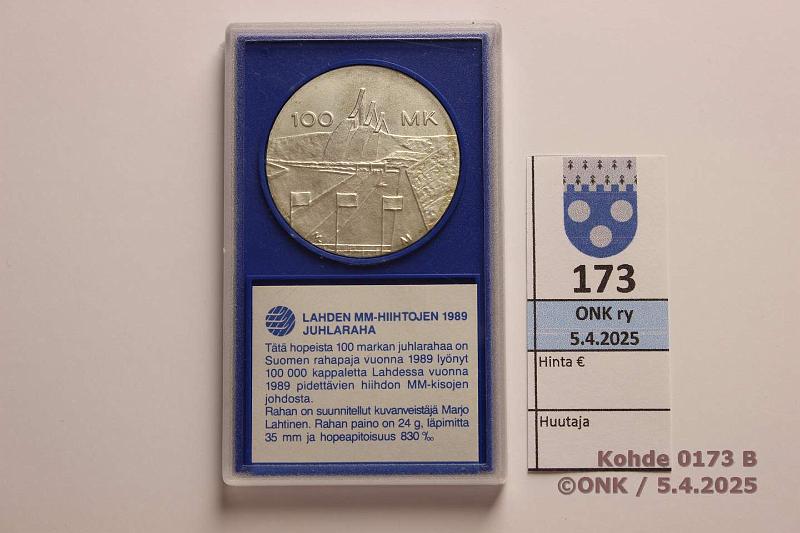 100 MK
K M
LAHDEN MM-HIIHTOJEN 1989
JUHLARAHA
Tätä hopeista 100 markan juhlarahaa on
Suomen rahapaja vuonna 1989 lyönyt
100 000 kappaletta Lahdessa vuonna
1989 pidettävien hiihdon MM-kisojen
johdosta.
Rahan on suunnitellut kuvanveistäjä Marjo
Lahtinen. Rahan paino on 24 g, läpimitta
35 mm ja hopeapitoisuus 830 ‰
173
ONK ry
5.4.2025
Hinta €
Huutaja
Kohde 0173 B
©ONK / 5.4.2025